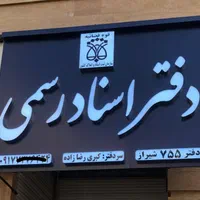 قوه قضائیه
دفتر اسناد رسمی
دفتر ۷۵۵ شیراز
سردفتر: کبری رضا زاده